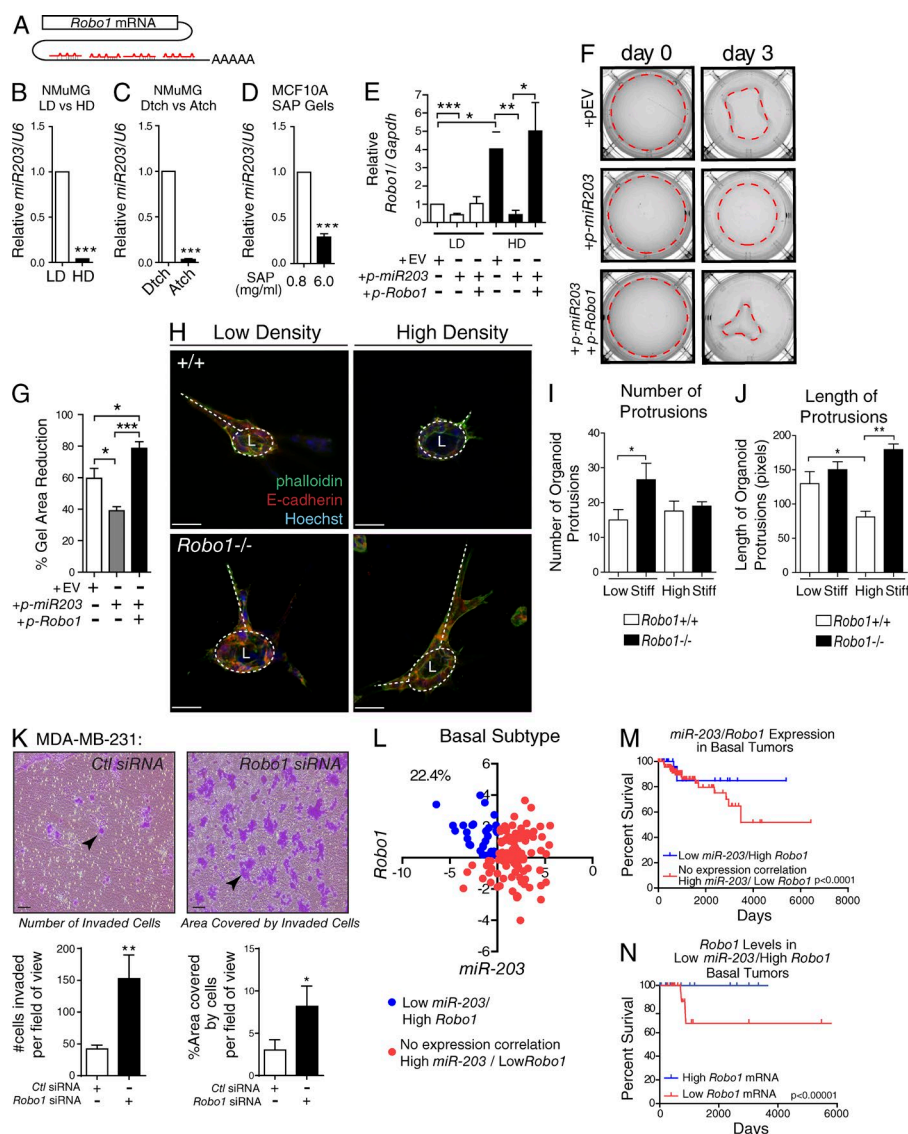 A
Robo1 mRNA
AAAAA
B
NMuMG
LD vs HD
Relative miR203/U6
1.5
1.0
0.5
0
***
LD HD
C
NMuMG
Dtch vs Atch
Relative miR203/U6
1.5
1.0
0.5
0
***
Dtch
Atch
D
MCF10A
SAP Gels
Relative miR203/U6
1.5
1.0
0.5
0
***
SAP
(mg/ml)
0.8 6.0
E
Relative
Robo1/ Gapdh
8
6
4
2
0
***
*
**
*
LD
HD
+EV
+p-miR203
+p-Robo1
- + + - + +
- - + - - +
F
day 0
day 3
+pEV
+p-miR203
+p-miR203
+p-Robo1
G
% Gel Area Reduction
100
80
60
40
20
0
*
*
***
+EV
+p-miR203
+p-Robo1
+ - -
- + +
- - +
H
Low Density
High Density
+/+
L
L
phalloidin
E-cadherin
Hoechst
Robo1-/-
L
L
I
Number of
Protrusions
Number of Organoid
Protrusions
40
30
20
10
0
*
Low Stiff High Stiff
Robo1+/+
Robo1-/-
J
Length of
Protrusions
Length of Organoid
Protrusions (pixels)
200
150
100
50
0
*
**
Low Stiff High Stiff
Robo1+/+
Robo1-/-
K
MDA-MB-231:
Ctl siRNA
Robo1 siRNA
Number of Invaded Cells
Area Covered by Invaded Cells
#cells invaded
per field of view
200
150
100
50
0
**
Ctl siRNA + -
Robo1 siRNA - +
%Area covered
by cells
per field of view
15
10
5
0
*
Ctl siRNA + -
Robo1 siRNA - +
L
Basal Subtype
22.4%
Robo1
6
4
2
0
-2
-4
-6
-10 -5 0 5 10
miR-203
Low miR-203/
High Robo1
No expression correlation
High miR-203 / LowRobo1
M
miR-203/Robo1 Expression
in Basal Tumors
Percent Survival
100
80
60
40
20
0
Low miR-203/High Robo1
No expression correlation
High miR-203/ Low Robo1 p<0.0001
0 2000 4000 6000 8000
Days
N
Robo1 Levels in
Low miR-203/High Robo1
Basal Tumors
Percent Survival
100
80
60
40
20
0
High Robo1 mRNA
Low Robo1 mRNA p<0.00001
0 2000 4000 6000
Days